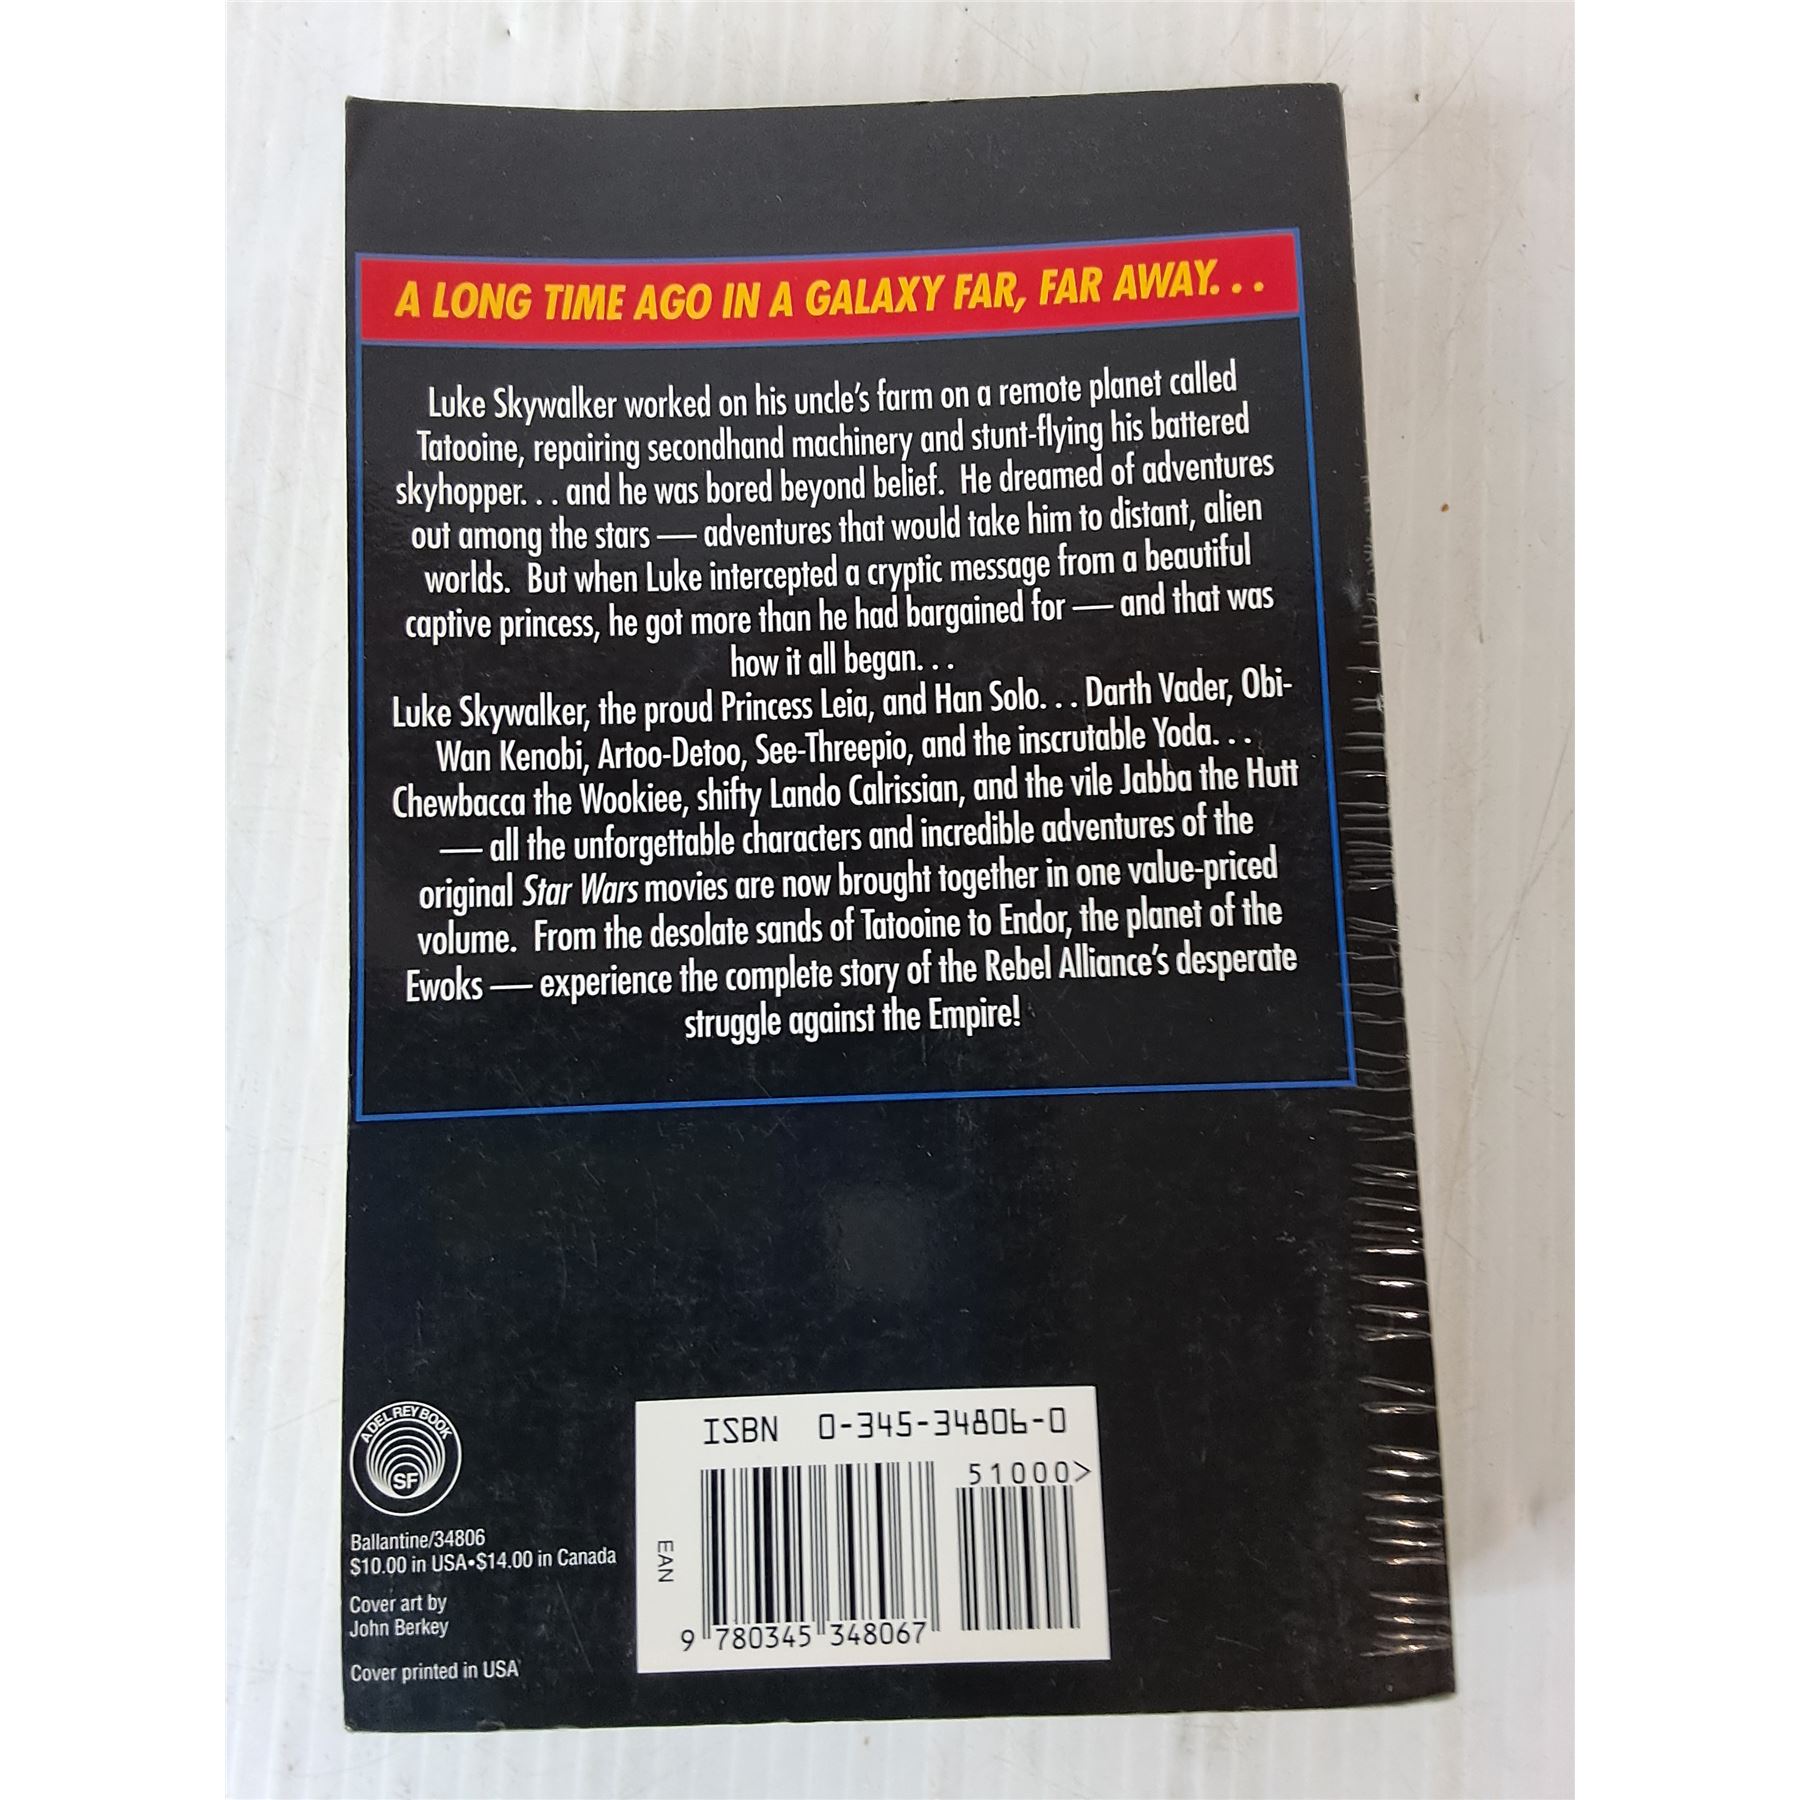 A LONG TIME AGO IN A GALAXY FAR, FAR AWAY. . .
Luke Skywalker worked on his uncle's farm on a remote planet called
Tatooine, repairing secondhand machinery and stunt-flying his battered
skyhopper. . . and he was bored beyond belief. He dreamed of adventures
out among the stars — adventures that would take him to distant, alien
worlds. But when Luke intercepted a cryptic message from a beautiful
captive princess, he got more than he had bargained for — and that was
how it all began. . .
Luke Skywalker, the proud Princess Leia, and Han Solo. . . Darth Vader, Obi-
Wan Kenobi, Artoo-Detoo, See-Threepio, and the inscrutable Yoda. . .
Chewbacca the Wookiee, shifty Lando Calrissian, and the vile Jabba the Hutt
— all the unforgettable characters and incredible adventures of the
original Star Wars movies are now brought together in one value-priced
volume. From the desolate sands of Tatooine to Endor, the planet of the
Ewoks — experience the complete story of the Rebel Alliance's desperate
struggle against the Empire!
A DEL REY BOOK
SF
Ballantine/34806
$10.00 in USA•$14.00 in Canada
Cover art by
John Berkey
Cover printed in USA
ISBN 0-345-34806-0
51000>
EAN
9 780345 348067